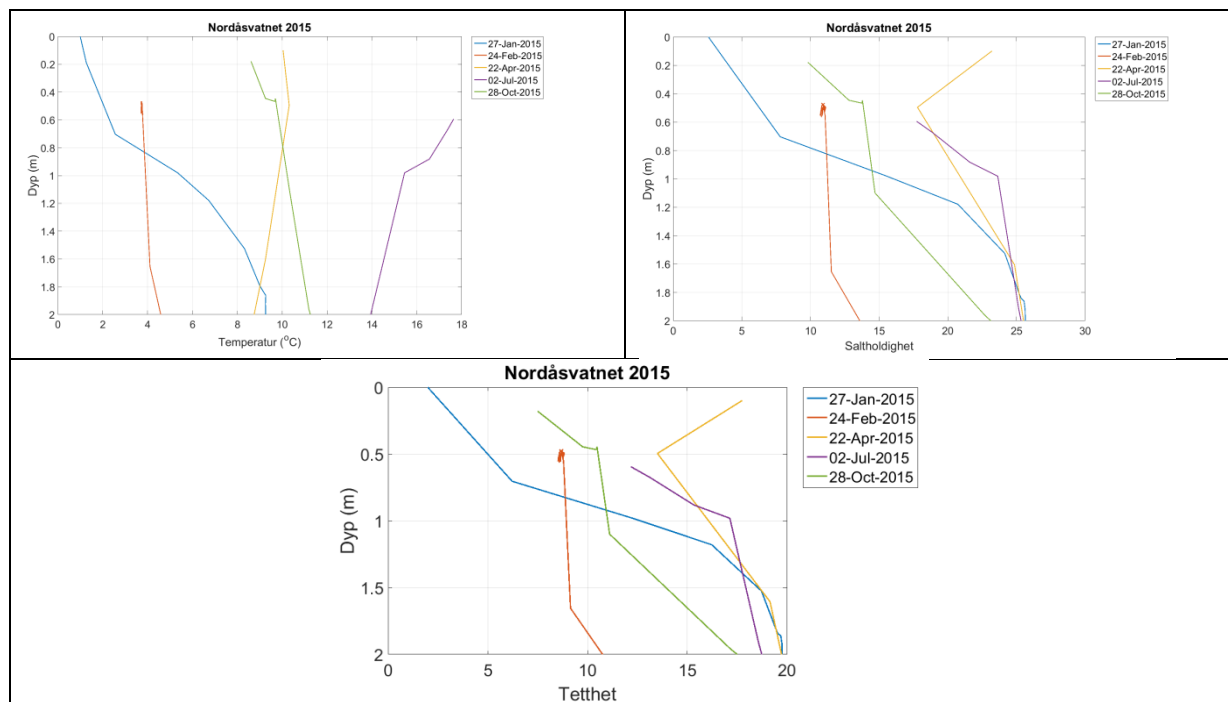 Nordåsvatnet 2015
0
0.2
0.4
0.6
0.8
1
1.2
1.4
1.6
1.8
2
Dyp (m)
0 2 4 6 8 10 12 14 16 18
Temperatur (°C)
27-Jan-2015
24-Feb-2015
22-Apr-2015
02-Jul-2015
28-Oct-2015
Nordåsvatnet 2015
0
0.2
0.4
0.6
0.8
1
1.2
1.4
1.6
1.8
2
Dyp (m)
0 5 10 15 20 25 30
Saltholdighet
27-Jan-2015
24-Feb-2015
22-Apr-2015
02-Jul-2015
28-Oct-2015
Nordåsvatnet 2015
0
0.5
1
1.5
2
Dyp (m)
0 5 10 15 20
Tetthet
27-Jan-2015
24-Feb-2015
22-Apr-2015
02-Jul-2015
28-Oct-2015